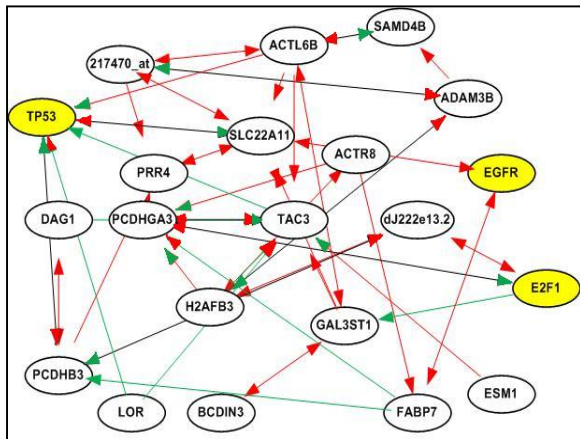 SAMD4B
ACTL6B
217470_at
ADAM3B
TP53
SLC22A11
ACTR8
PRR4
EGFR
DAG1
PCDHGA3
TAC3
dJ222e13.2
E2F1
H2AFB3
GAL3ST1
PCDHB3
ESM1
LOR
BCDIN3
FABP7